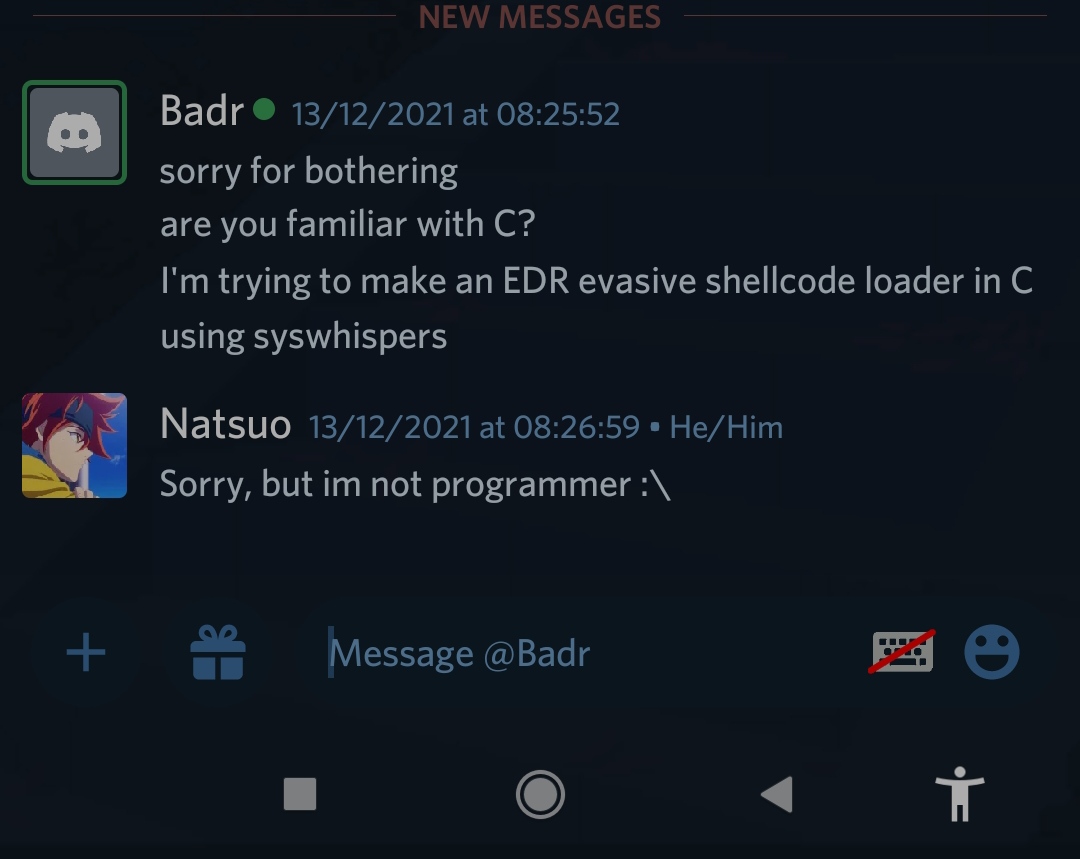 NEW MESSAGES
Badr 13/12/2021 at 08:25:52
sorry for bothering
are you familiar with C?
I'm trying to make an EDR evasive shellcode loader in C
using syswhispers
Natsuo 13/12/2021 at 08:26:59 • He/Him
Sorry, but im not programmer :\
Message @Badr